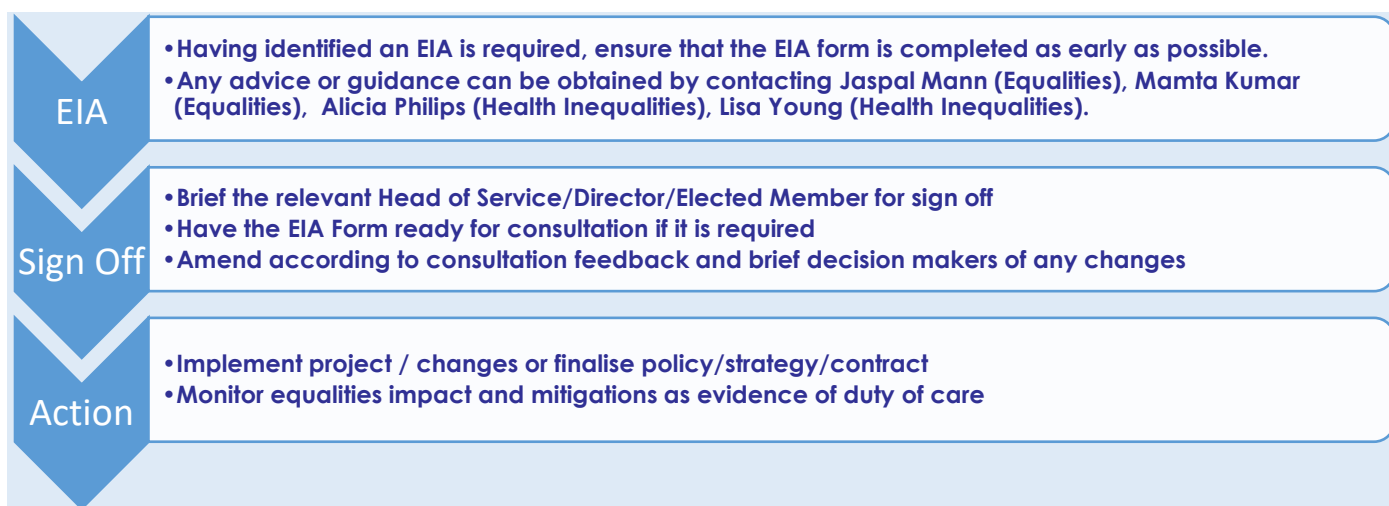 EIA
•Having identified an EIA is required, ensure that the EIA form is completed as early as possible.
•Any advice or guidance can be obtained by contacting Jaspal Mann (Equalities), Mamta Kumar
(Equalities), Alicia Philips (Health Inequalities), Lisa Young (Health Inequalities).
Sign Off
•Brief the relevant Head of Service/Director/Elected Member for sign off
•Have the EIA Form ready for consultation if it is required
•Amend according to consultation feedback and brief decision makers of any changes
Action
•Implement project / changes or finalise policy/strategy/contract
•Monitor equalities impact and mitigations as evidence of duty of care